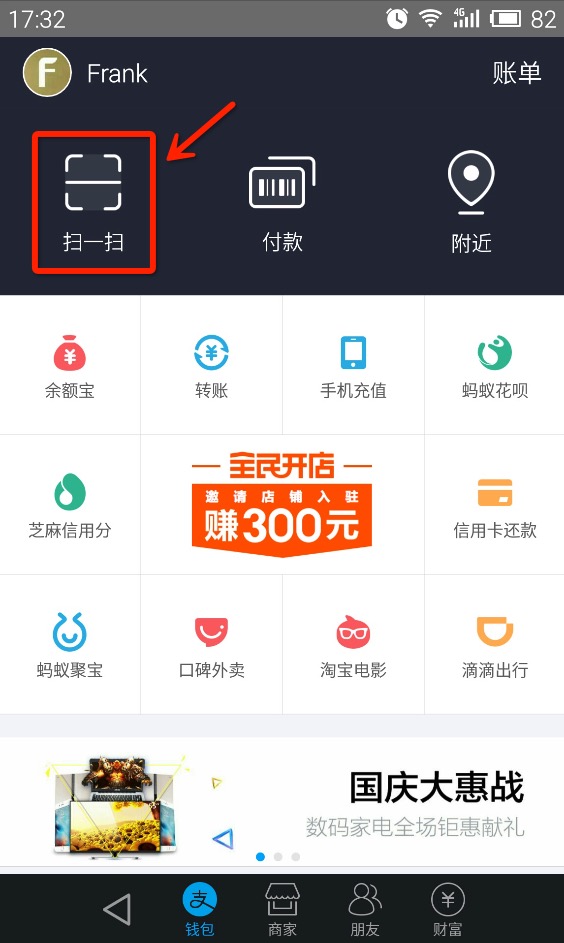 17:32
4G
82
F
Frank
账单
扫一扫
付款
附近
余额宝
转账
手机充值
蚂蚁花呗
芝麻信用分
全民开店
邀请店铺入驻
赚300元
信用卡还款
蚂蚁聚宝
口碑外卖
淘宝电影
滴滴出行
国庆大惠战
数码家电全场钜惠献礼
支
钱包
商家
朋友
财富